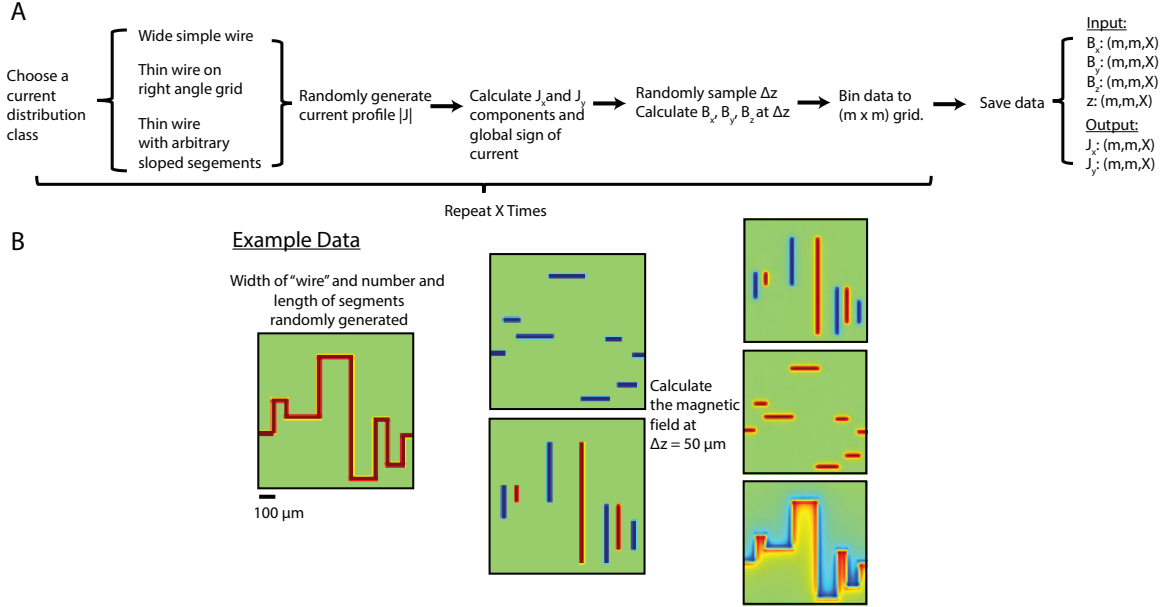 A
Choose a
current
distribution
class
Wide simple wire
Thin wire on
right angle grid
Thin wire
with arbitrary
sloped segements
Randomly generate
current profile |J|
Calculate Jx and Jy
components and
global sign of
current
Randomly sample Δz
Calculate Bx, By, Bz at Δz
Bin data to
(m x m) grid.
Save data
Input:
Bx: (m,m,X)
By: (m,m,X)
Bz: (m,m,X)
z: (m,m,X)
Output:
Jx: (m,m,X)
Jy: (m,m,X)
Repeat X Times
B
Example Data
Width of "wire" and number and
length of segments
randomly generated
100 μm
Calculate
the magnetic
field at
Δz = 50 μm